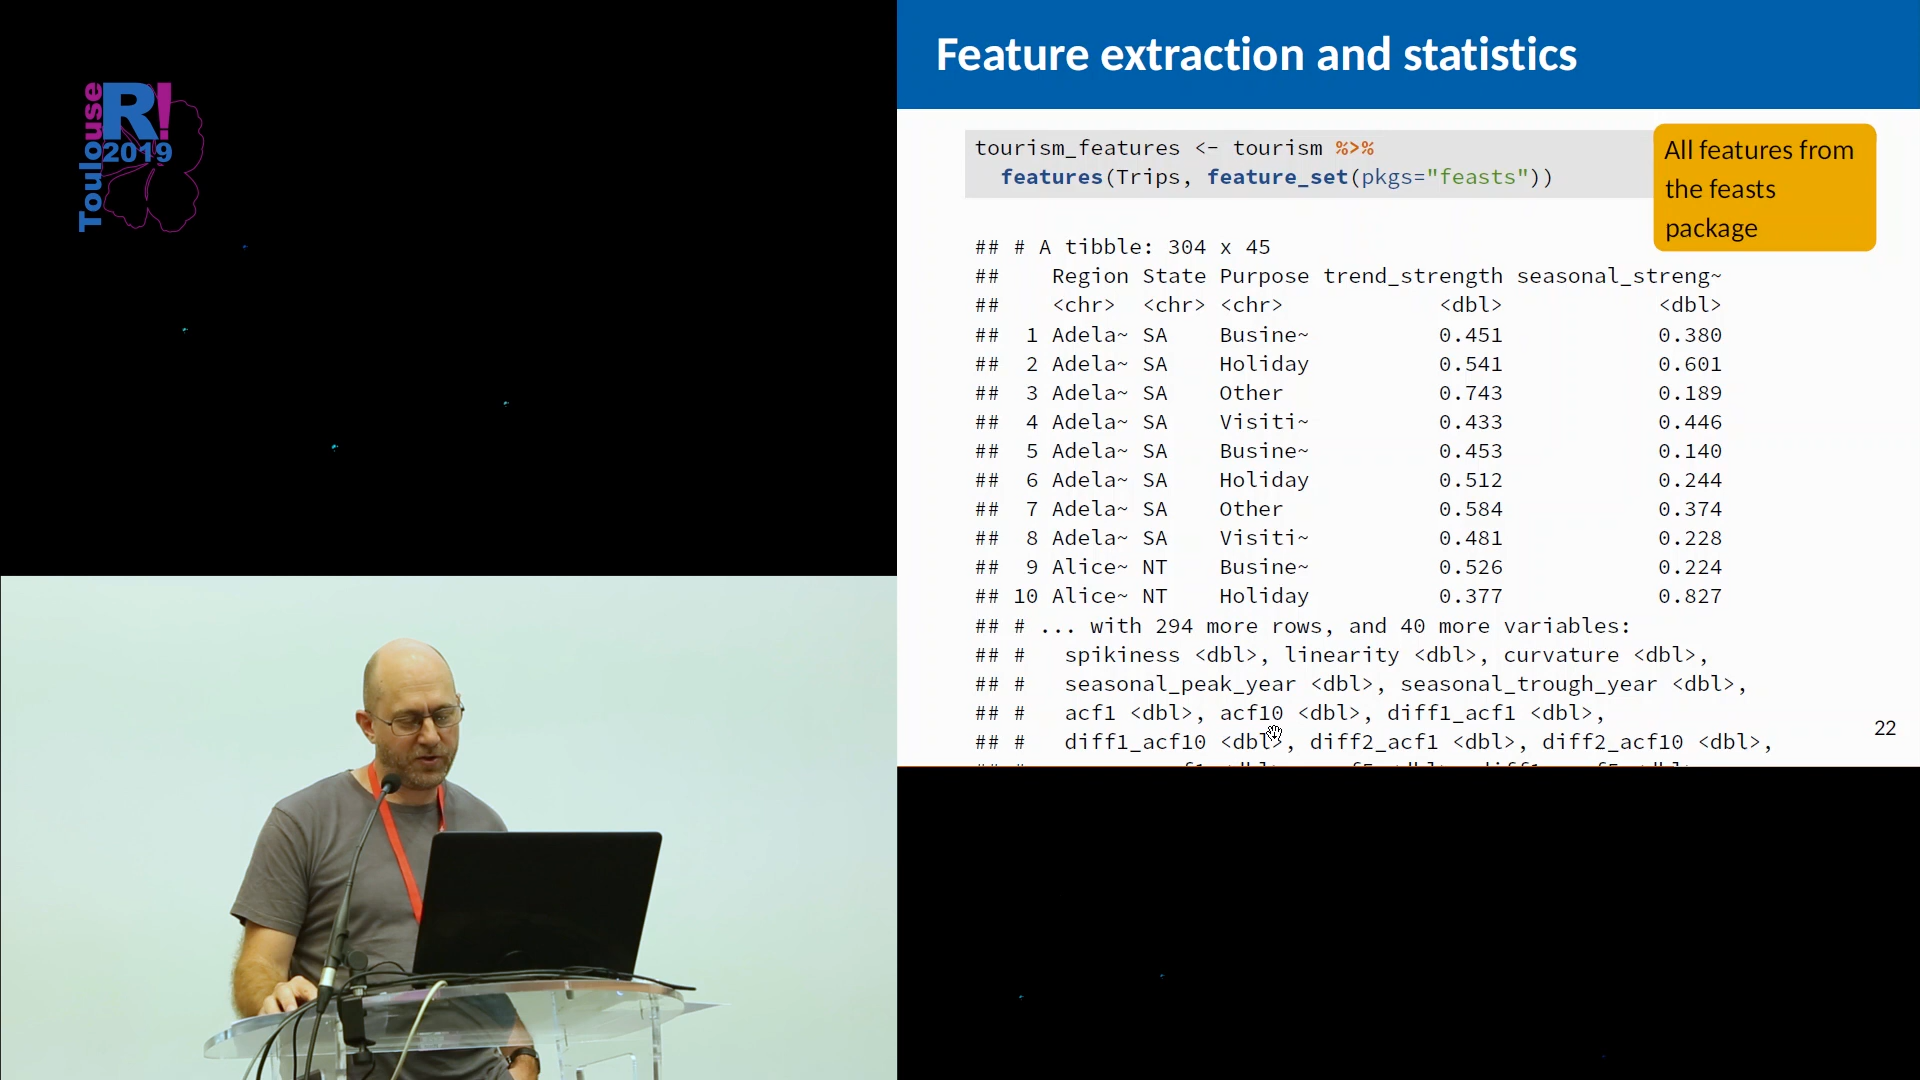 Toulouse
R!
2019
Feature extraction and statistics
tourism_features <- tourism %>%
features(Trips, feature_set(pkgs="feasts"))
All features from
the feasts
package
## # A tibble: 304 x 45
## Region State Purpose trend_strength seasonal_streng~
## <chr> <chr> <chr> <dbl> <dbl>
## 1 Adela~ SA Busine~ 0.451 0.380
## 2 Adela~ SA Holiday 0.541 0.601
## 3 Adela~ SA Other 0.743 0.189
## 4 Adela~ SA Visiti~ 0.433 0.446
## 5 Adela~ SA Busine~ 0.453 0.140
## 6 Adela~ SA Holiday 0.512 0.244
## 7 Adela~ SA Other 0.584 0.374
## 8 Adela~ SA Visiti~ 0.481 0.228
## 9 Alice~ NT Busine~ 0.526 0.224
## 10 Alice~ NT Holiday 0.377 0.827
## # ... with 294 more rows, and 40 more variables:
## # spikiness <dbl>, linearity <dbl>, curvature <dbl>,
## # seasonal_peak_year <dbl>, seasonal_trough_year <dbl>,
## # acf1 <dbl>, acf10 <dbl>, diff1_acf1 <dbl>,
## # diff1_acf10 <dbl>, diff2_acf1 <dbl>, diff2_acf10 <dbl>,
22